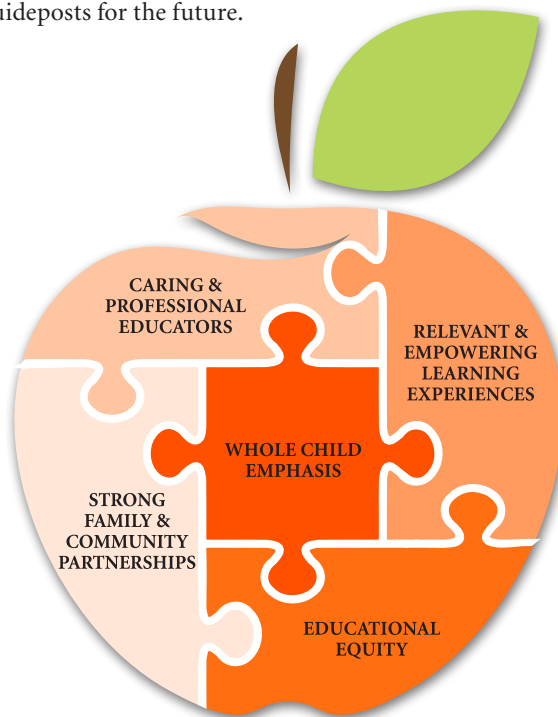 uideposts for the future.
CARING &
PROFESSIONAL
EDUCATORS
RELEVANT &
EMPOWERING
LEARNING
EXPERIENCES
WHOLE CHILD
EMPHASIS
STRONG
FAMILY &
COMMUNITY
PARTNERSHIPS
EDUCATIONAL
EQUITY